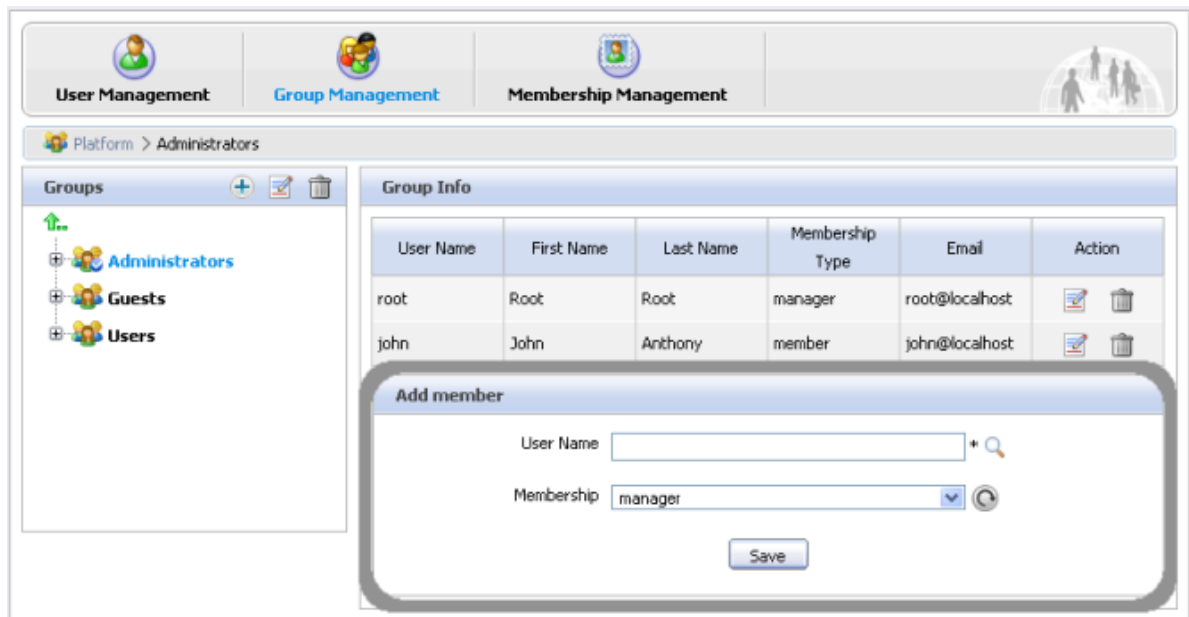 User Management Group Management Membership Management
Platform > Administrators
Groups
Administrators
Guests
Users
Group Info
User Name First Name Last Name Membership Type Email Action
root Root Root manager root@localhost
john John Anthony member john@localhost
Add member
User Name *
Membership manager
Save